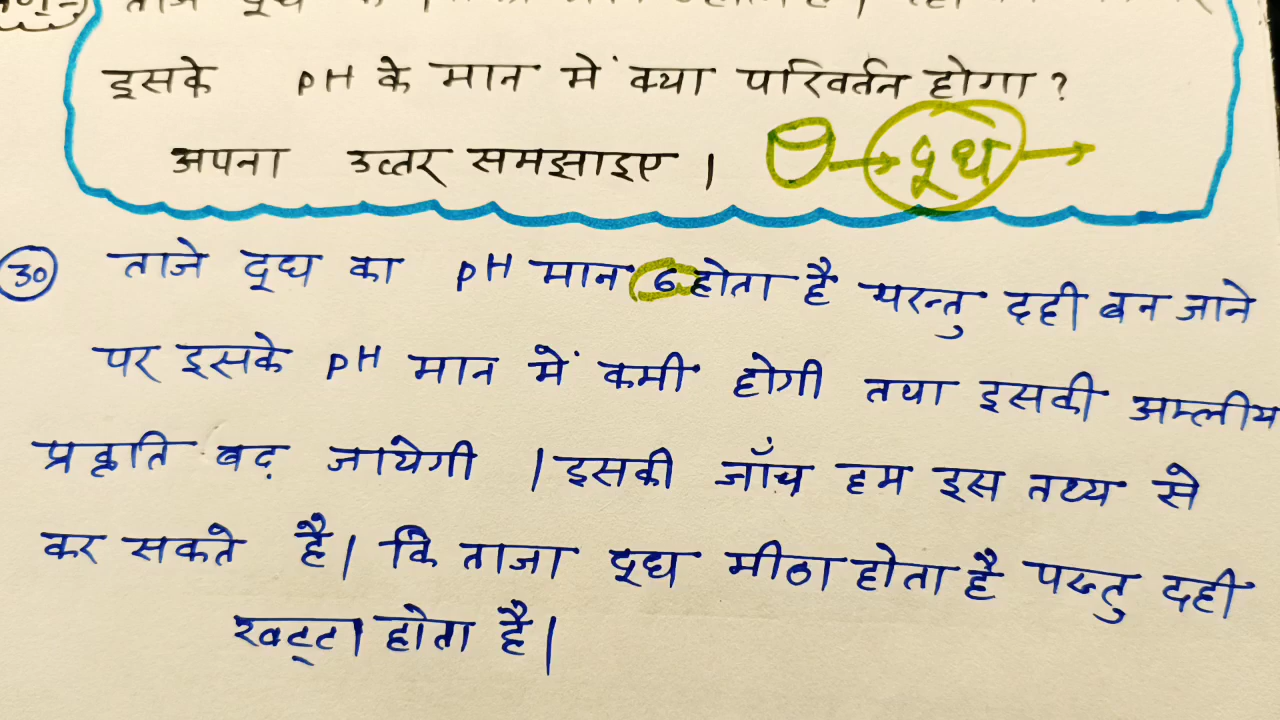 इसके pH के मान में क्या परिवर्तन होगा?
अपना उत्तर समझाइए। दूध
30 ताजे दूध का pH मान 6 होता है परन्तु दही बन जाने
पर इसके pH मान में कमी होगी तथा इसकी अम्लीय
प्रकृति बढ़ जायेगी। इसकी जाँच हम इस तथ्य से
कर सकते है। कि ताजा दूध मीठा होता है परन्तु दही
खट्टा होता है।